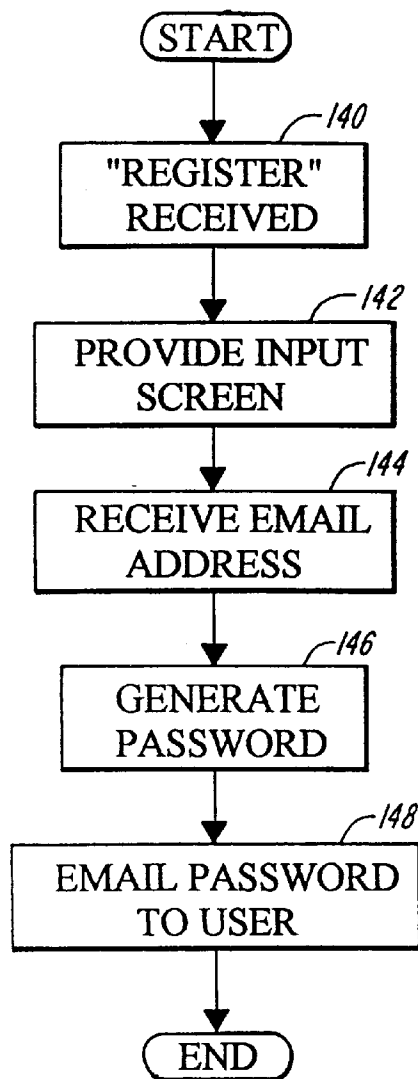 START
140
"REGISTER"
RECEIVED
142
PROVIDE INPUT
SCREEN
144
RECEIVE EMAIL
ADDRESS
146
GENERATE
PASSWORD
148
EMAIL PASSWORD
TO USER
END